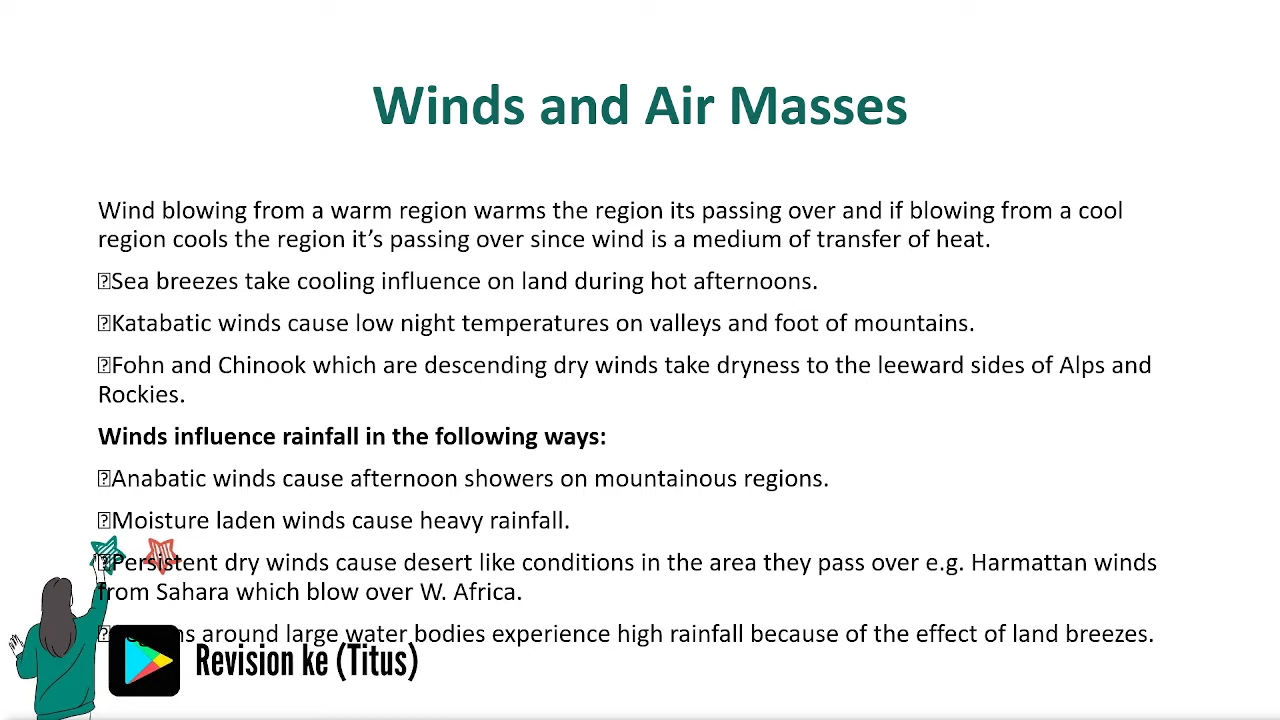 Winds and Air Masses
Wind blowing from a warm region warms the region its passing over and if blowing from a cool
region cools the region it’s passing over since wind is a medium of transfer of heat.
Sea breezes take cooling influence on land during hot afternoons.
Katabatic winds cause low night temperatures on valleys and foot of mountains.
Fohn and Chinook which are descending dry winds take dryness to the leeward sides of Alps and
Rockies.
Winds influence rainfall in the following ways:
Anabatic winds cause afternoon showers on mountainous regions.
Moisture laden winds cause heavy rainfall.
Persistent dry winds cause desert like conditions in the area they pass over e.g. Harmattan winds
from Sahara which blow over W. Africa.
around large water bodies experience high rainfall because of the effect of land breezes.
Revision ke (Titus)